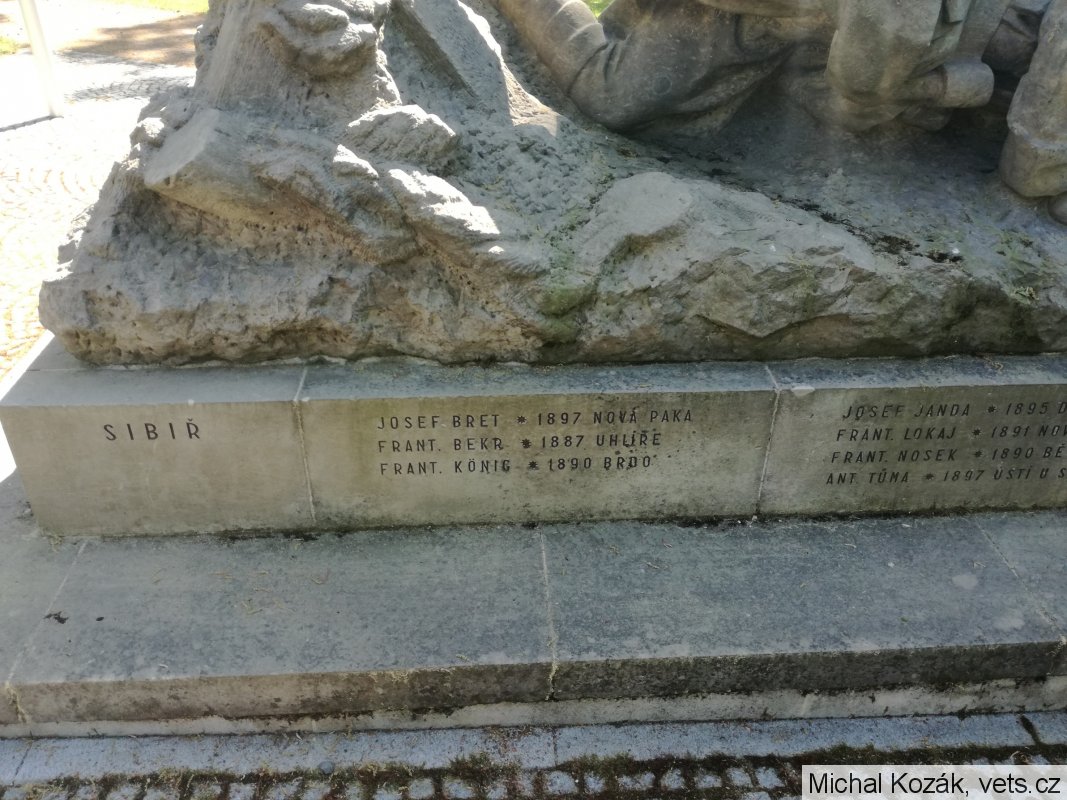 SIBIŘ
JOSEF BRET * 1897 NOVÁ PAKA
FRANT. BEKR * 1887 UHLÍŘE
FRANT. KÖNIG * 1890 BRDO
JOSEF JANDA * 1895
FRANT. LOKAJ * 1891
FRANT. NOSEK * 1890
ANT. TŮMA * 1897 ÚSTÍ U
Michal Kozák, vets.cz